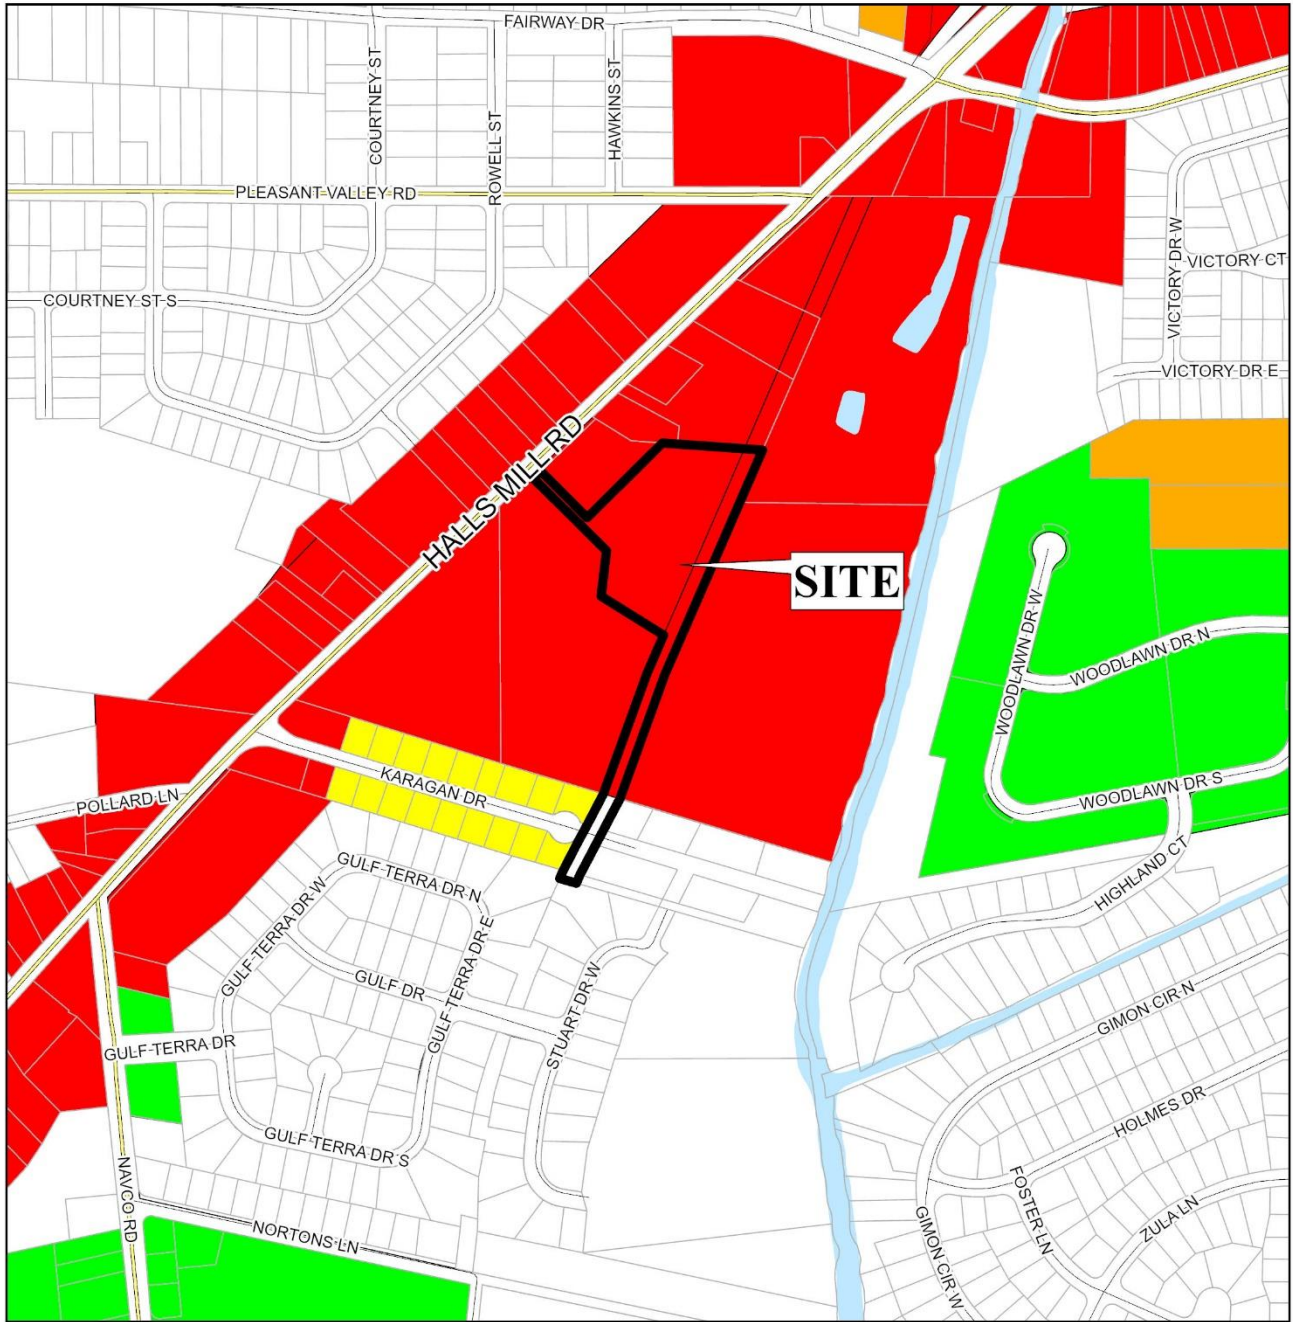 FAIRWAY DR
COURTNEY ST
ROWELL ST
HAWKINS ST
PLEASANT VALLEY RD
VICTORY DR W
VICTORY CT
COURTNEY ST S
VICTORY DR E
HALLS MILL RD
SITE
WOODLAWN DR W
WOODLAWN DR N
KARAGAN DR
POLLARD LN
WOODLAWN DR S
HIGHLAND CT
GULF TERRA DR N
GULF TERRA DR W
GULF TERRA DR E
GULF DR
STUART DR W
GIMON CIR N
GULF TERRA DR
HOLMES DR
GULF TERRA DR S
NAVCO RD
NORTONS LN
FOSTER LN
ZULA LN
GIMON CIR W